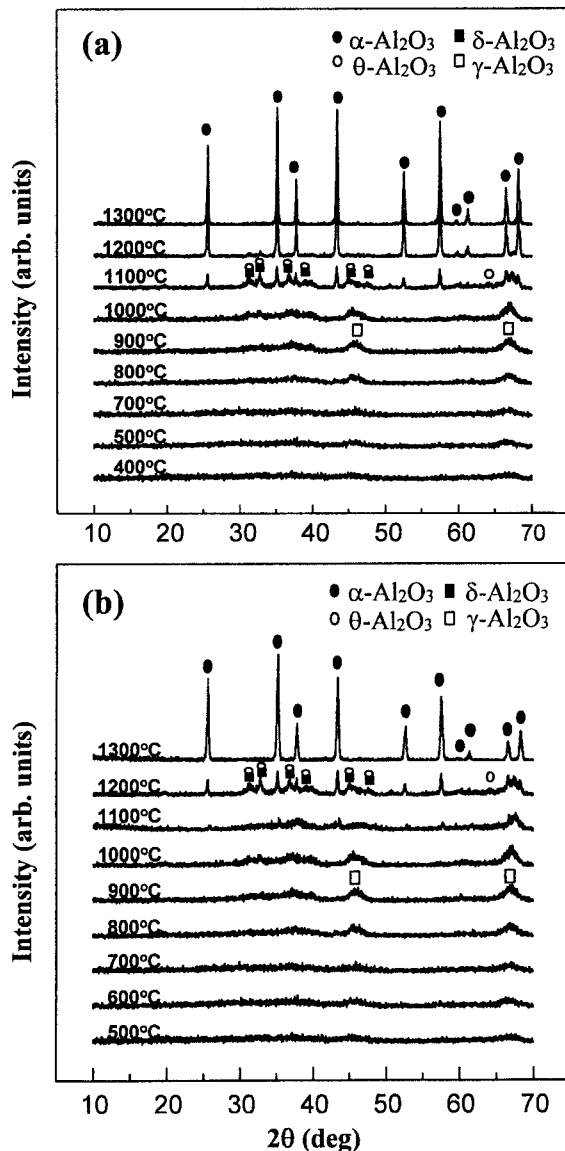 (a)
α-Al2O3 δ-Al2O3
θ-Al2O3 γ-Al2O3
1300°C
1200°C
1100°C
1000°C
900°C
800°C
700°C
500°C
400°C
Intensity (arb. units)
10 20 30 40 50 60 70
(b)
α-Al2O3 δ-Al2O3
θ-Al2O3 γ-Al2O3
1300°C
1200°C
1100°C
1000°C
900°C
800°C
700°C
600°C
500°C
Intensity (arb. units)
10 20 30 40 50 60 70
2θ (deg)